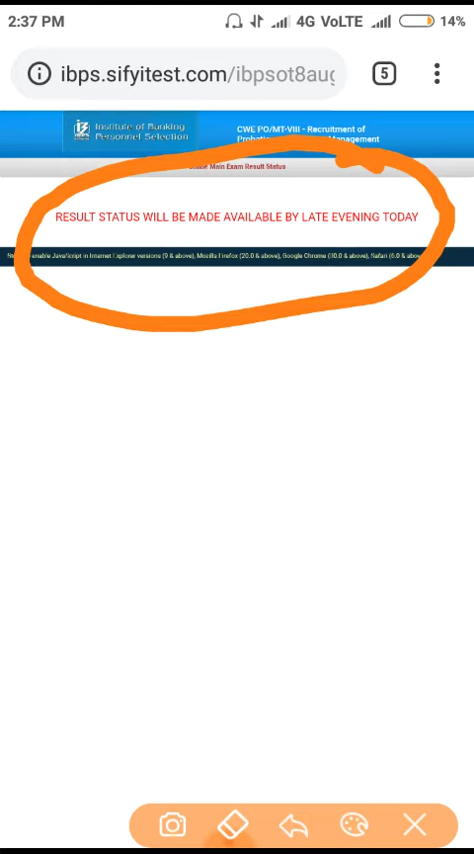 2:37 PM 4G VoLTE 14%
ibps.sifyitest.com/ibpsot8aug 5
Institute of Banking
Personnel Selection
CWE PO/MT-VIII - Recruitment of
Management
Main Exam Result Status
RESULT STATUS WILL BE MADE AVAILABLE BY LATE EVENING TODAY
enable JavaScript in Internet Explorer versions (9 & above), Mozilla Firefox (20.0 & above), Google Chrome (30.0 & above), Safari (6.0 &